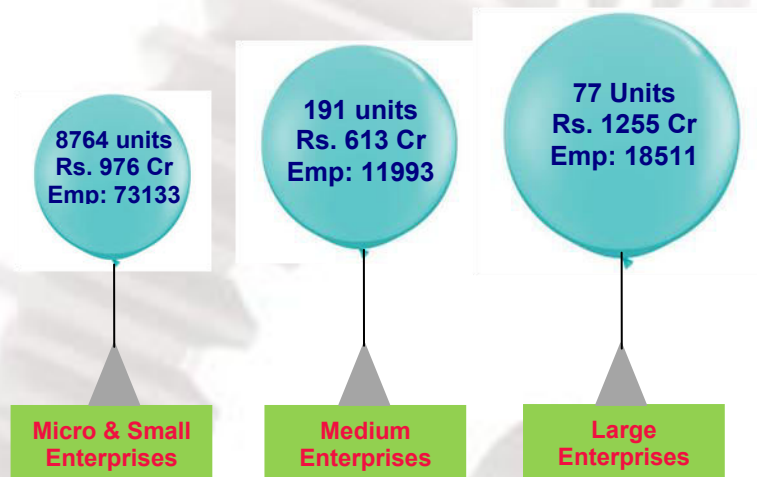 8764 units
Rs. 976 Cr
Emp: 73133
191 units
Rs. 613 Cr
Emp: 11993
77 Units
Rs. 1255 Cr
Emp: 18511
Micro & Small
Enterprises
Medium
Enterprises
Large
Enterprises